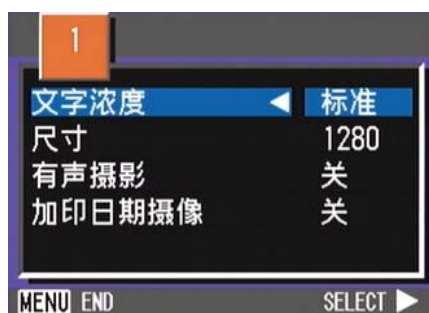 1
文字浓度 ◀ 标准
尺寸 1280
有声摄影 关
加印日期摄像 关
MENU END SELECT ▶